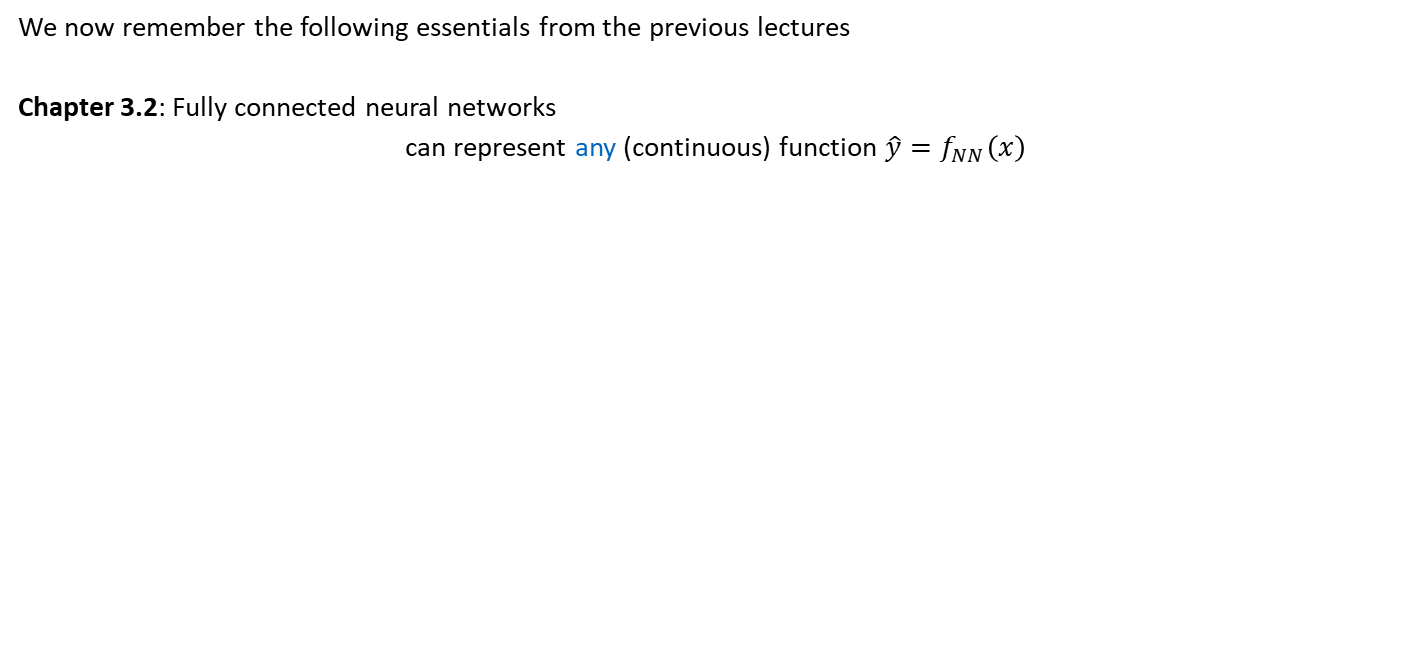 We now remember the following essentials from the previous lectures
Chapter 3.2: Fully connected neural networks
can represent any (continuous) function ŷ = f_NN(x)